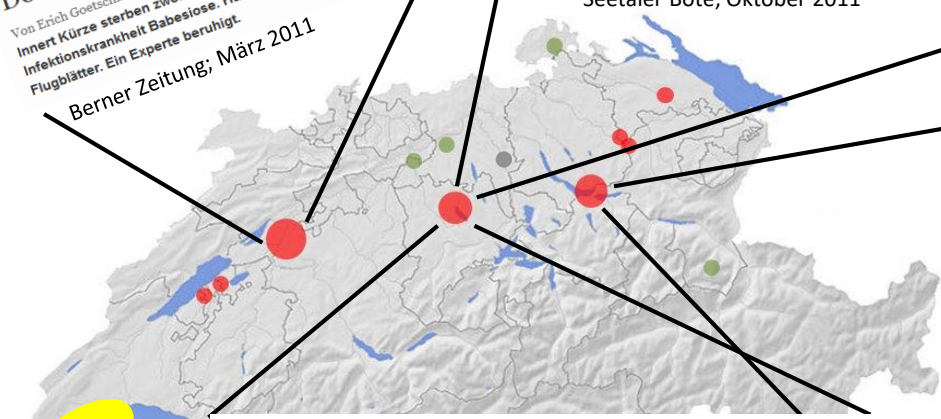 Von Erich Goetschi
Innert Kürze sterben
Infektionskrankheit Babesiose.
Flugblätter. Ein Experte beruhigt.
Berner Zeitung; März 2011
Seetaler Bote, Oktober 2011